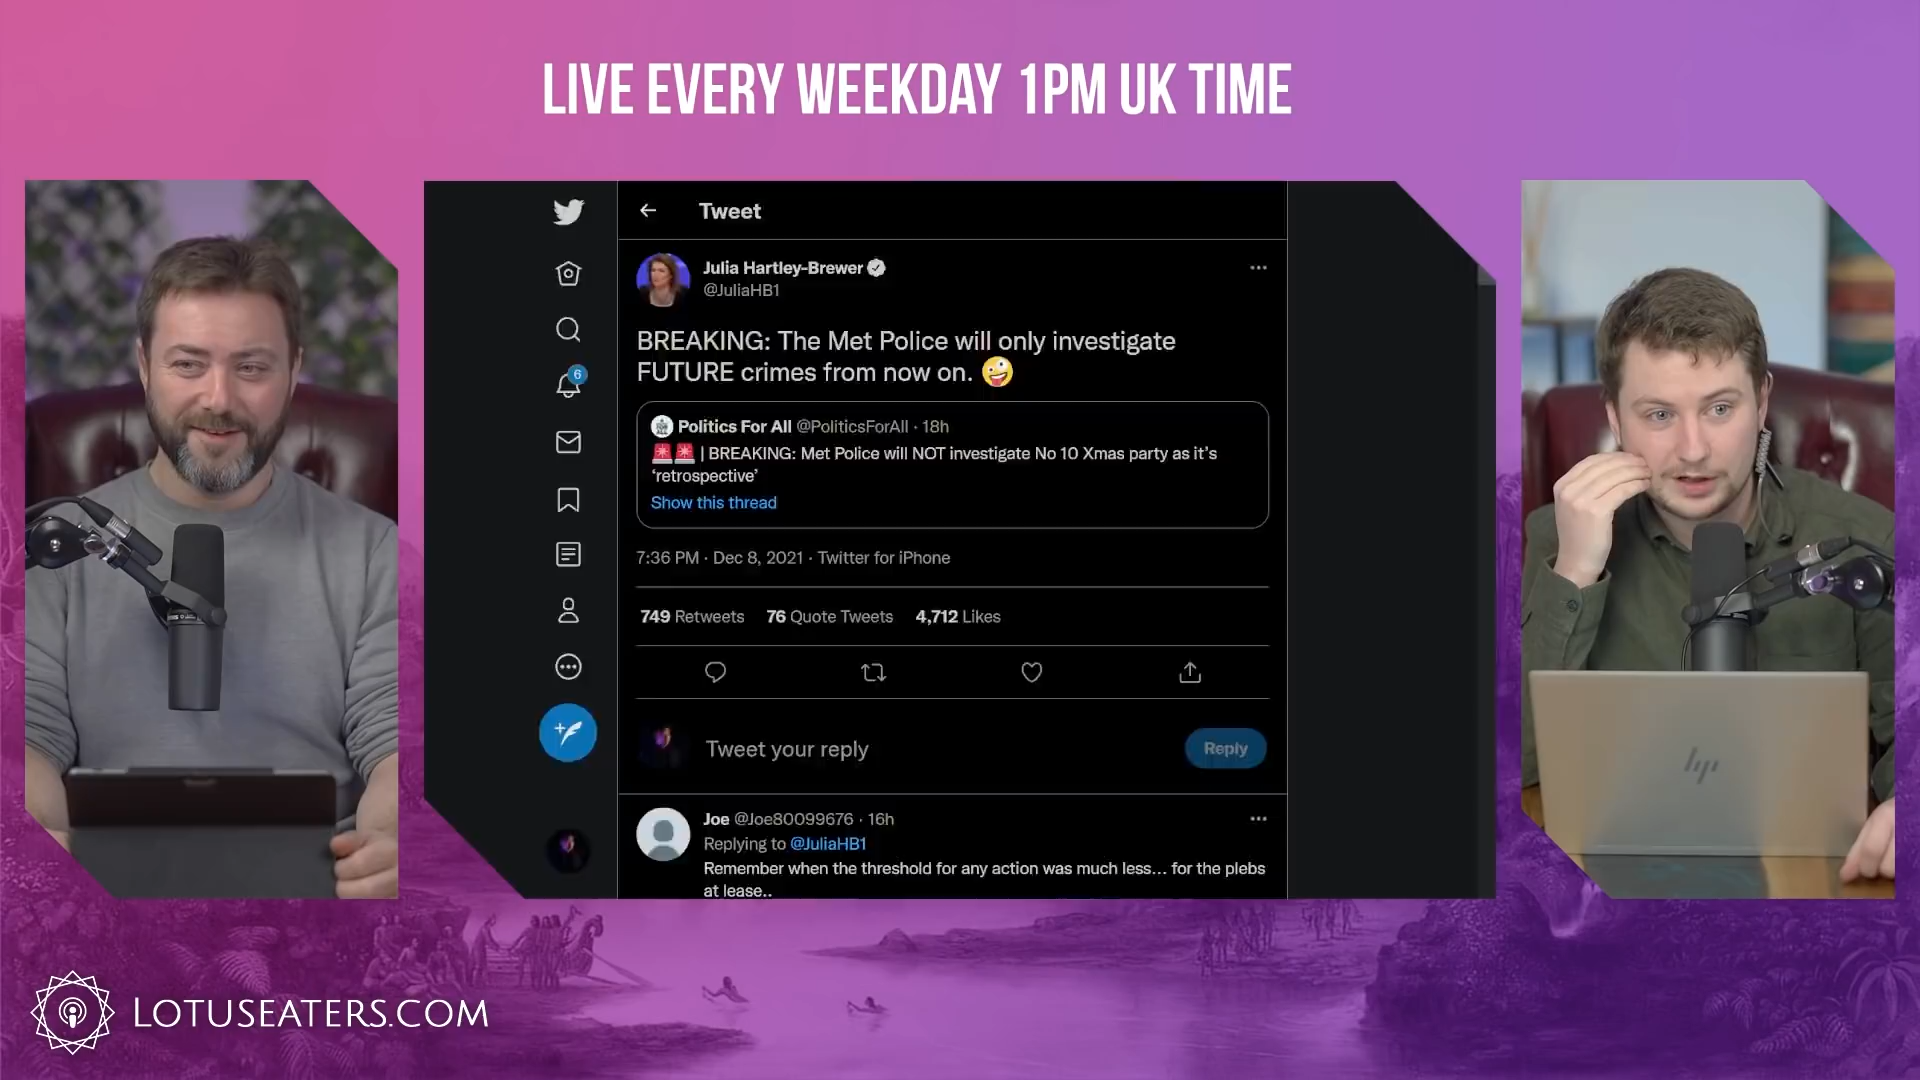 LIVE EVERY WEEKDAY 1PM UK TIME
Tweet
Julia Hartley-Brewer
@JuliaHB1
BREAKING: The Met Police will only investigate
FUTURE crimes from now on. 🤪
Politics For All @PoliticsForAll · 18h
🚨🚨 | BREAKING: Met Police will NOT investigate No 10 Xmas party as it’s
‘retrospective’
Show this thread
7:36 PM · Dec 8, 2021 · Twitter for iPhone
749 Retweets 76 Quote Tweets 4,712 Likes
Tweet your reply
Reply
Joe @Joe80099676 · 16h
Replying to @JuliaHB1
Remember when the threshold for any action was much less... for the plebs
at lease..
6
hp
LOTUSEATERS.COM